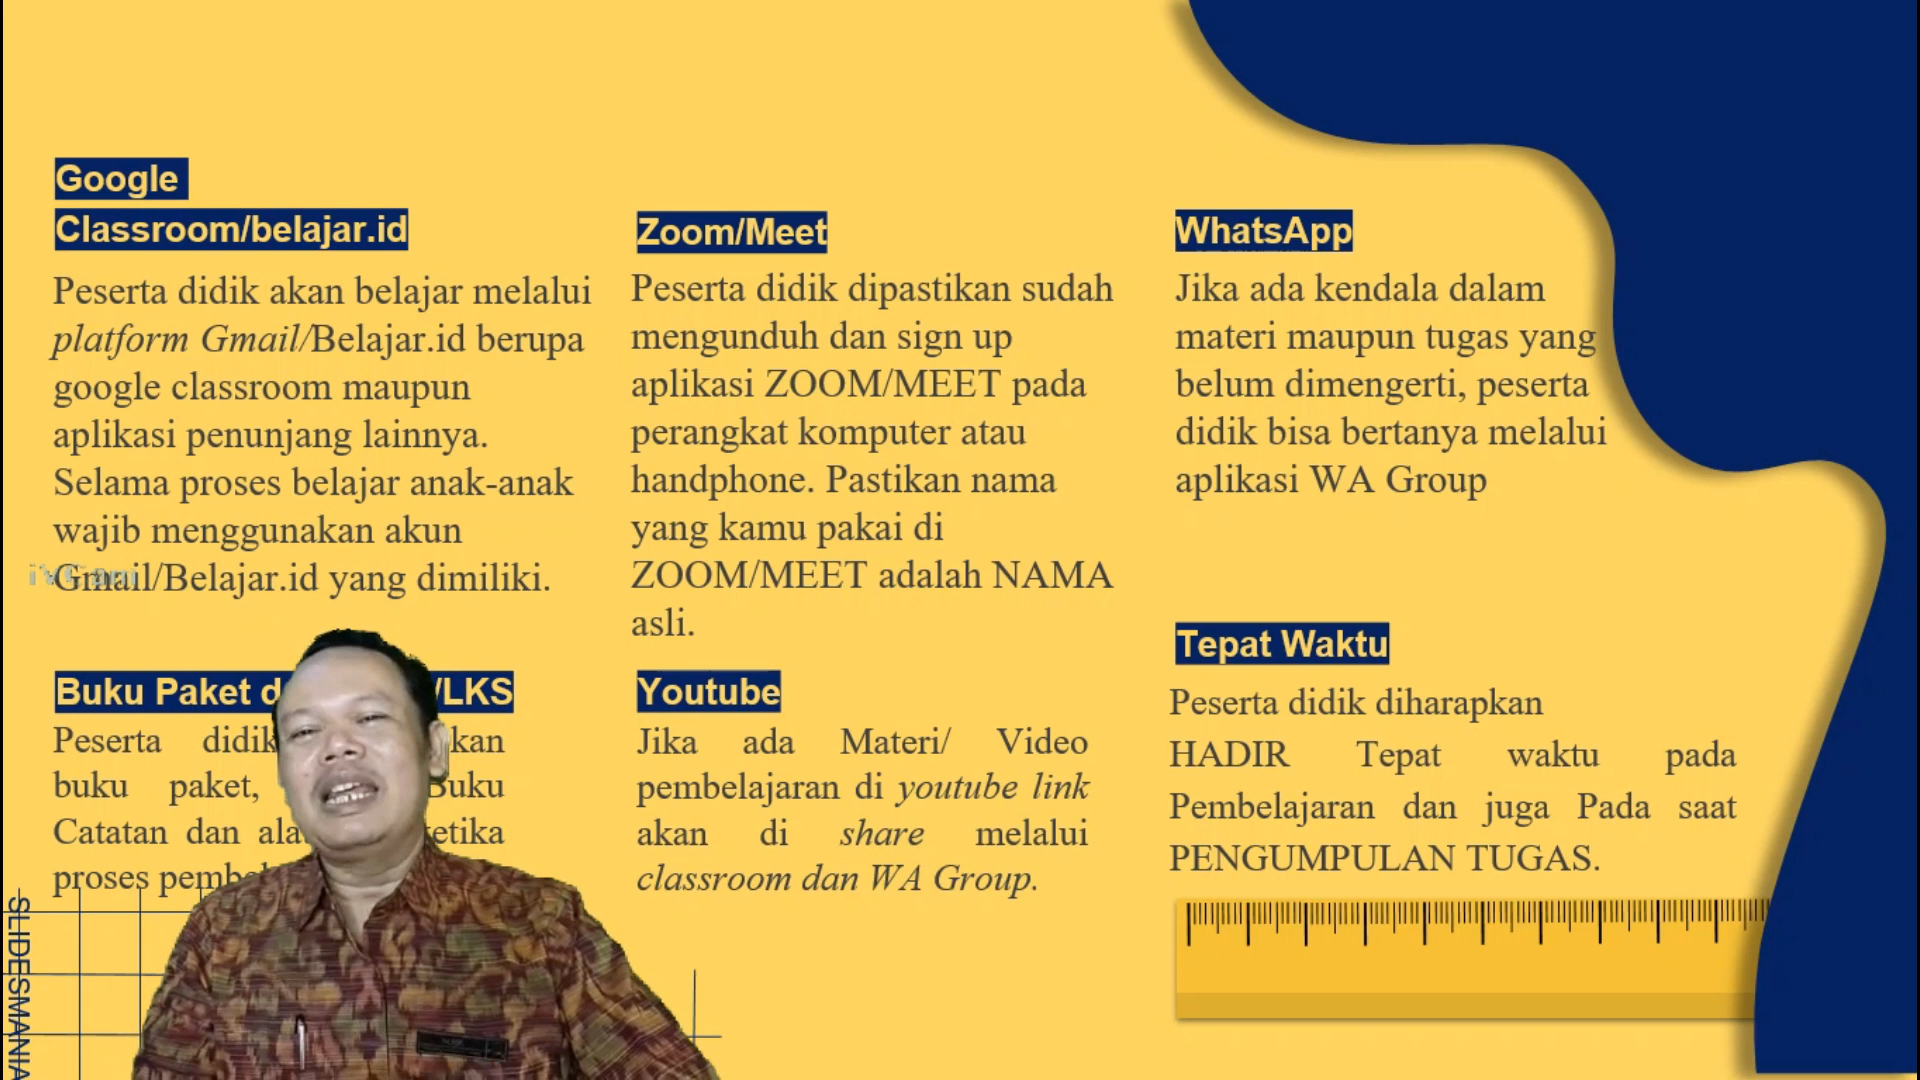 Google
Classroom/belajar.id
Peserta didik akan belajar melalui
platform Gmail/Belajar.id berupa
google classroom maupun
aplikasi penunjang lainnya.
Selama proses belajar anak-anak
wajib menggunakan akun
Gmail/Belajar.id yang dimiliki.
iVCam
Zoom/Meet
Peserta didik dipastikan sudah
mengunduh dan sign up
aplikasi ZOOM/MEET pada
perangkat komputer atau
handphone. Pastikan nama
yang kamu pakai di
ZOOM/MEET adalah NAMA
asli.
WhatsApp
Jika ada kendala dalam
materi maupun tugas yang
belum dimengerti, peserta
didik bisa bertanya melalui
aplikasi WA Group
Buku Paket /LKS
Peserta didik
buku paket, Buku
Catatan dan
proses
Youtube
Jika ada Materi/ Video
pembelajaran di youtube link
akan di share melalui
classroom dan WA Group.
Tepat Waktu
Peserta didik diharapkan
HADIR Tepat waktu pada
Pembelajaran dan juga Pada saat
PENGUMPULAN TUGAS.
SLIDESMANIA